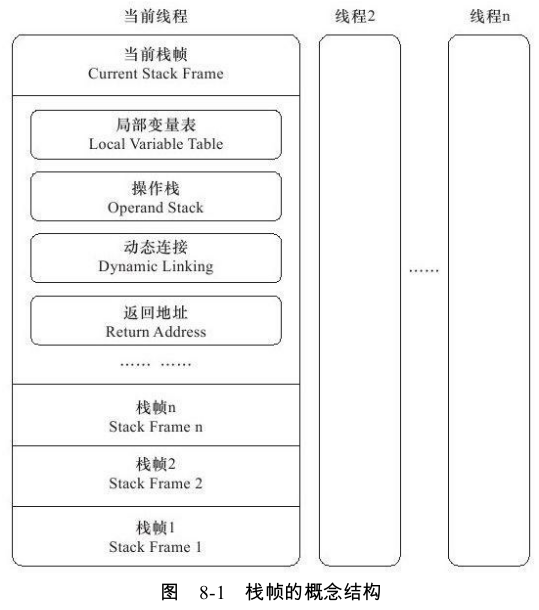 当前线程
线程2
线程n
当前栈帧
Current Stack Frame
局部变量表
Local Variable Table
操作栈
Operand Stack
动态连接
Dynamic Linking
返回地址
Return Address
…… ……
……
栈帧n
Stack Frame n
栈帧2
Stack Frame 2
栈帧1
Stack Frame 1
图 8-1 栈帧的概念结构